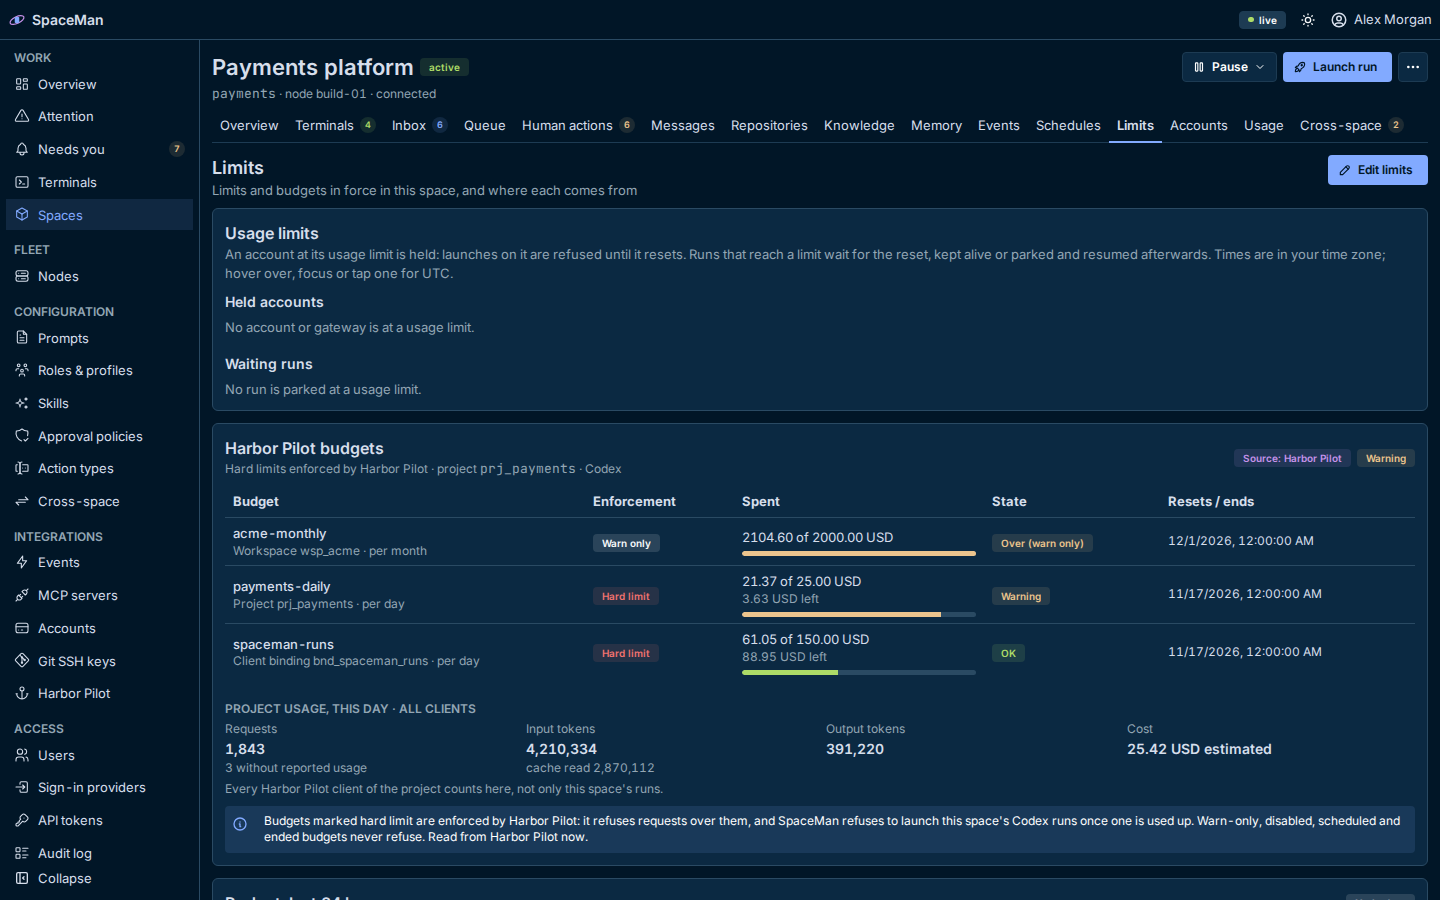 SpaceMan
live
Alex Morgan
WORK
Overview
Attention
Needs you 7
Terminals
Spaces
FLEET
Nodes
CONFIGURATION
Prompts
Roles & profiles
Skills
Approval policies
Action types
Cross-space
INTEGRATIONS
Events
MCP servers
Accounts
Git SSH keys
Harbor Pilot
ACCESS
Users
Sign-in providers
API tokens
Audit log
Collapse
Payments platform active
payments · node build-01 · connected
Pause
Launch run
Overview Terminals 4 Inbox 6 Queue Human actions 6 Messages Repositories Knowledge Memory Events Schedules Limits Accounts Usage Cross-space 2
Limits
Limits and budgets in force in this space, and where each comes from
Edit limits
Usage limits
An account at its usage limit is held: launches on it are refused until it resets. Runs that reach a limit wait for the reset, kept alive or parked and resumed afterwards. Times are in your time zone;
hover over, focus or tap one for UTC.
Held accounts
No account or gateway is at a usage limit.
Waiting runs
No run is parked at a usage limit.
Harbor Pilot budgets
Hard limits enforced by Harbor Pilot · project prj_payments · Codex
Source: Harbor Pilot Warning
Budget Enforcement Spent State Resets / ends
acme-monthly
Workspace wsp_acme · per month
Warn only
2104.60 of 2000.00 USD
Over (warn only)
12/1/2026, 12:00:00 AM
payments-daily
Project prj_payments · per day
Hard limit
21.37 of 25.00 USD
3.63 USD left
Warning
11/17/2026, 12:00:00 AM
spaceman-runs
Client binding bnd_spaceman_runs · per day
Hard limit
61.05 of 150.00 USD
88.95 USD left
OK
11/17/2026, 12:00:00 AM
PROJECT USAGE, THIS DAY · ALL CLIENTS
Requests
1,843
3 without reported usage
Input tokens
4,210,334
cache read 2,870,112
Output tokens
391,220
Cost
25.42 USD estimated
Every Harbor Pilot client of the project counts here, not only this space's runs.
Budgets marked hard limit are enforced by Harbor Pilot: it refuses requests over them, and SpaceMan refuses to launch this space's Codex runs once one is used up. Warn-only, disabled, scheduled and
ended budgets never refuse. Read from Harbor Pilot now.